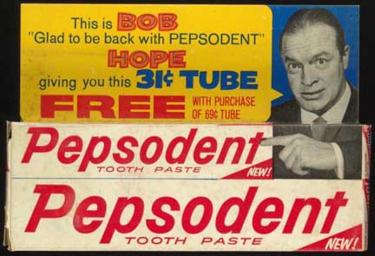 This is BOB
"Glad to be back with PEPSODENT"
HOPE
giving you this 31¢ TUBE
FREE WITH PURCHASE
OF 69¢ TUBE
Pepsodent
TOOTH PASTE
NEW!
Pepsodent
TOOTH PASTE
NEW!